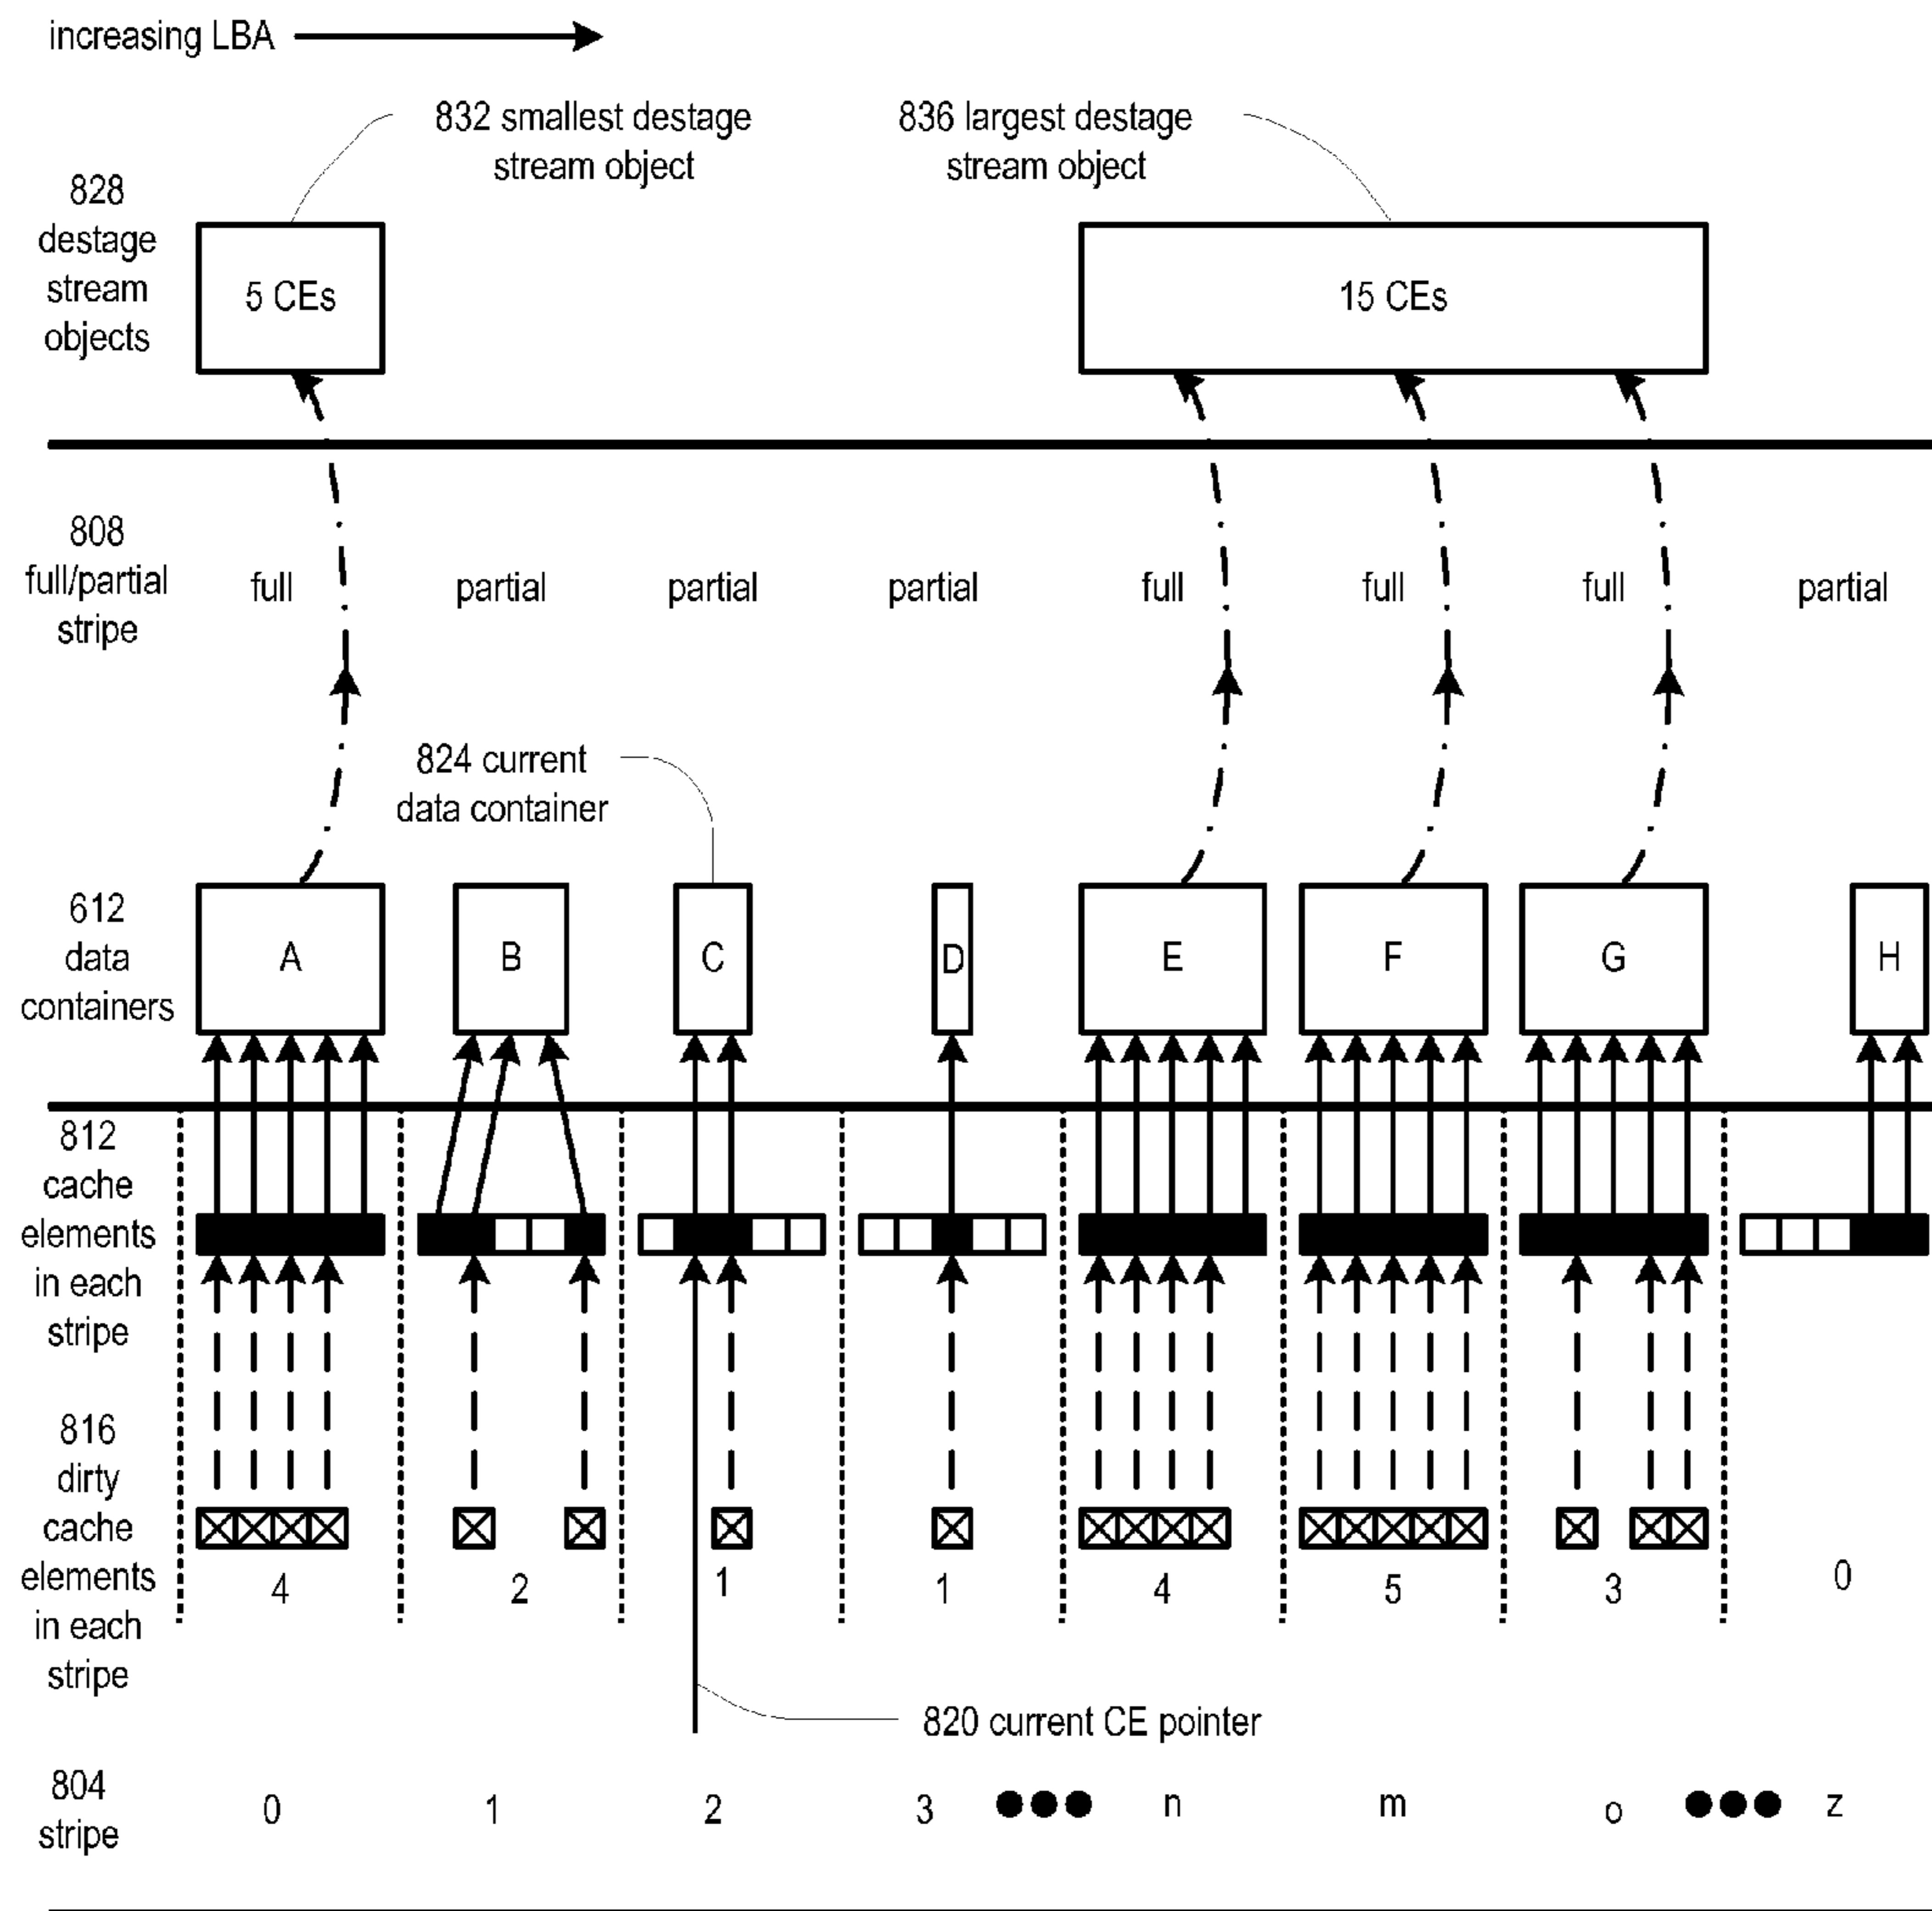 increasing LBA
832 smallest destage
stream object
836 largest destage
stream object
828
destage
stream
objects
5 CEs
15 CEs
808
full/partial
stripe
full
partial
partial
partial
full
full
full
partial
824 current
data container
612
data
containers
A
B
C
D
E
F
G
H
812
cache
elements
in each
stripe
816
dirty
cache
elements
in each
stripe
4
2
1
1
4
5
3
0
820 current CE pointer
804
stripe
0
1
2
3
n
m
o
z